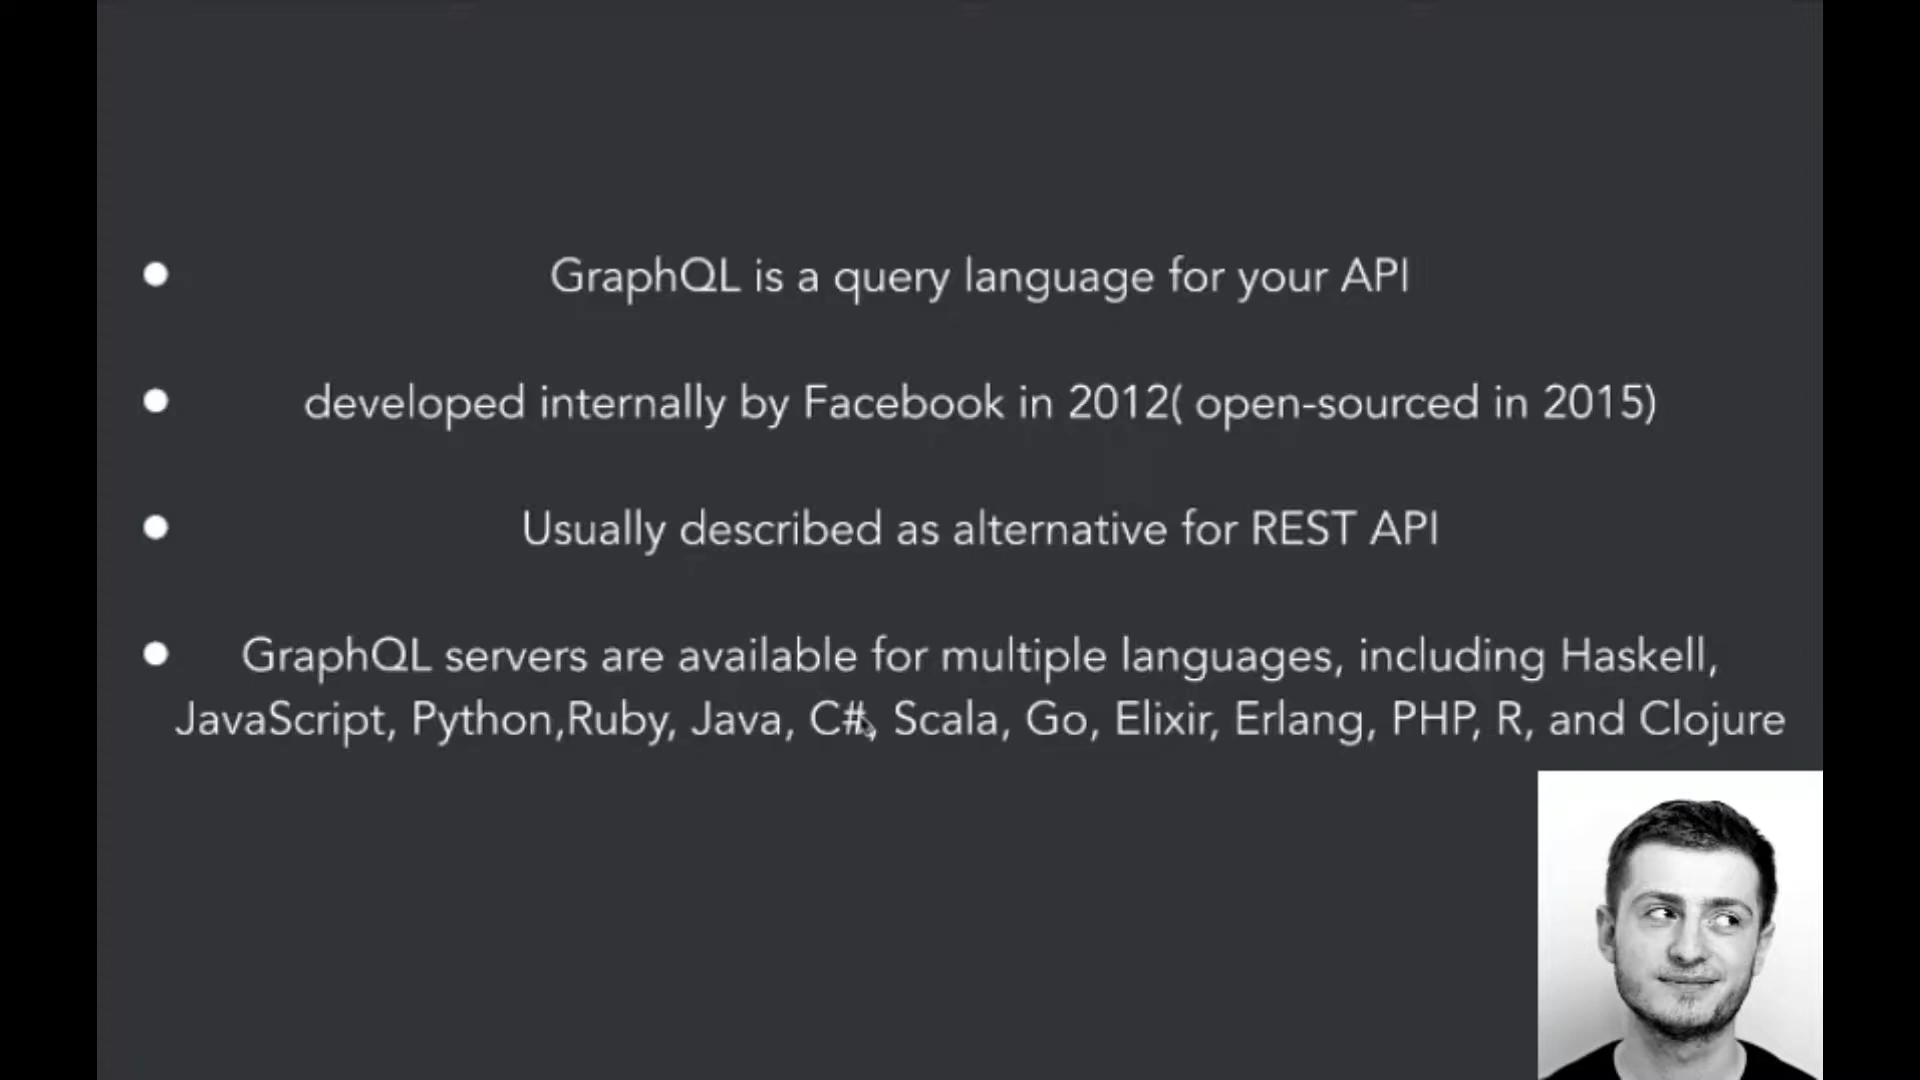 GraphQL is a query language for your API
developed internally by Facebook in 2012( open-sourced in 2015)
Usually described as alternative for REST API
GraphQL servers are available for multiple languages, including Haskell,
JavaScript, Python,Ruby, Java, C#, Scala, Go, Elixir, Erlang, PHP, R, and Clojure